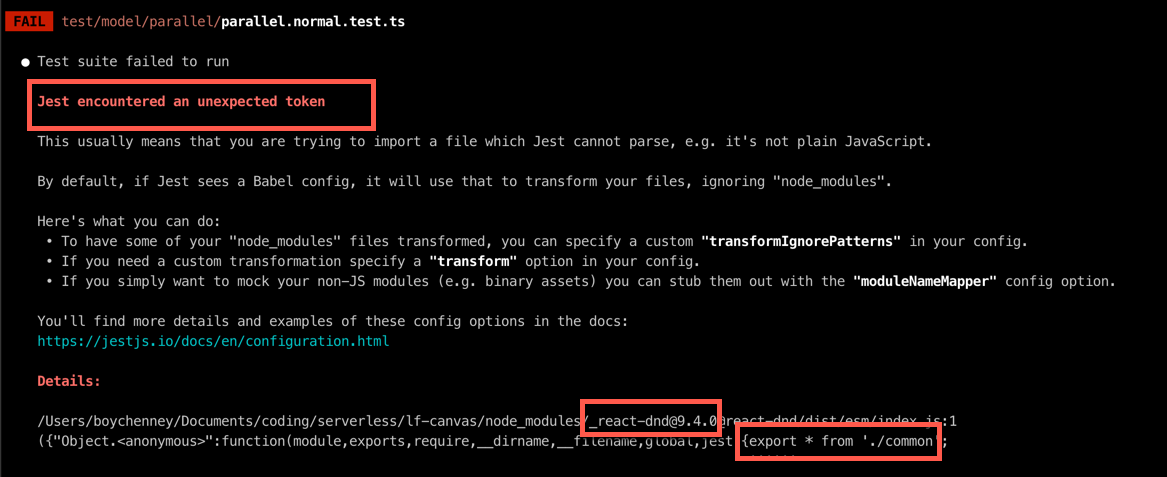 FAIL test/model/parallel/parallel.normal.test.ts
● Test suite failed to run
Jest encountered an unexpected token
This usually means that you are trying to import a file which Jest cannot parse, e.g. it's not plain JavaScript.
By default, if Jest sees a Babel config, it will use that to transform your files, ignoring "node_modules".
Here's what you can do:
• To have some of your "node_modules" files transformed, you can specify a custom "transformIgnorePatterns" in your config.
• If you need a custom transformation specify a "transform" option in your config.
• If you simply want to mock your non-JS modules (e.g. binary assets) you can stub them out with the "moduleNameMapper" config option.
You'll find more details and examples of these config options in the docs:
https://jestjs.io/docs/en/configuration.html
Details:
/Users/boychenney/Documents/coding/serverless/lf-canvas/node_modules/_react-dnd@9.4.0@react-dnd/dist/esm/index.js:1
({"Object.<anonymous>":function(module,exports,require,__dirname,__filename,global,jest){export * from './common';